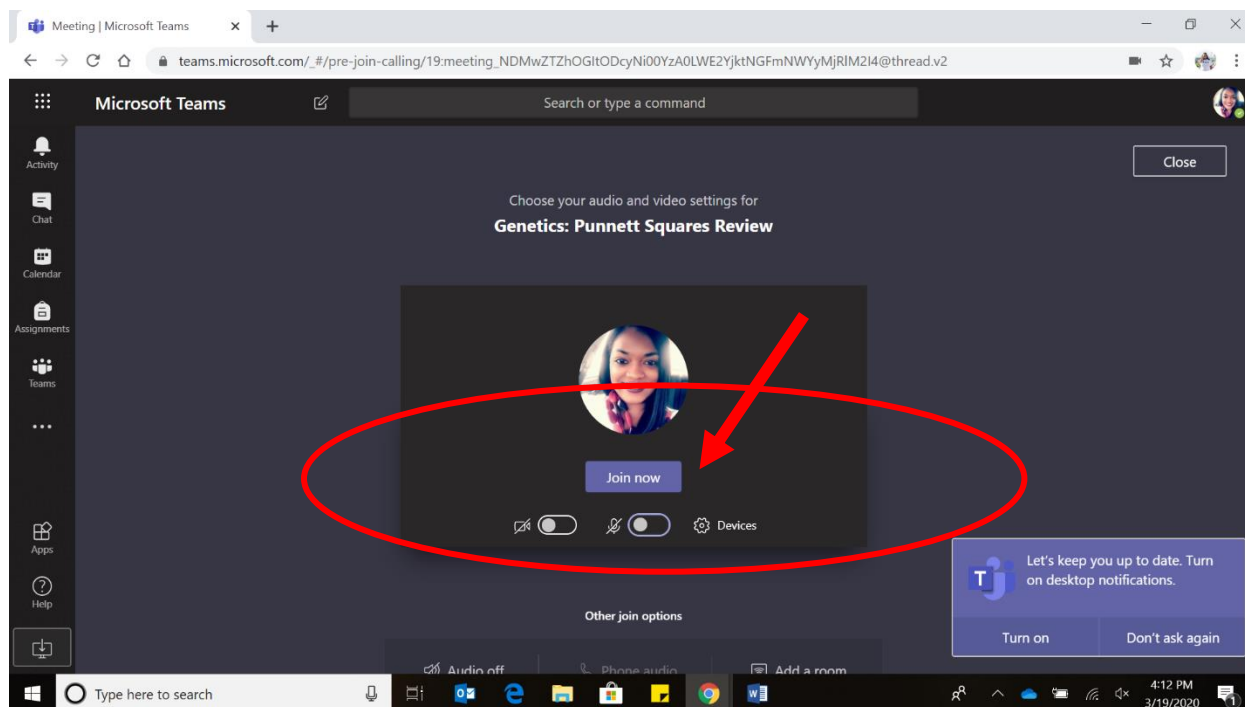 Meeting | Microsoft Teams
teams.microsoft.com/_#/pre-join-calling/19:meeting_NDMwZTZhOGItODcyNi00YzA0LWE2YjktNGFmNWYyMjRlM2I4@thread.v2
Microsoft Teams
Search or type a command
Activity
Chat
Calendar
Assignments
Teams
Apps
Help
Close
Choose your audio and video settings for
Genetics: Punnett Squares Review
Join now
Devices
Other join options
Audio off
Phone audio
Add a room
T
Let's keep you up to date. Turn
on desktop notifications.
Turn on
Don't ask again
Type here to search
4:12 PM
3/19/2020
1